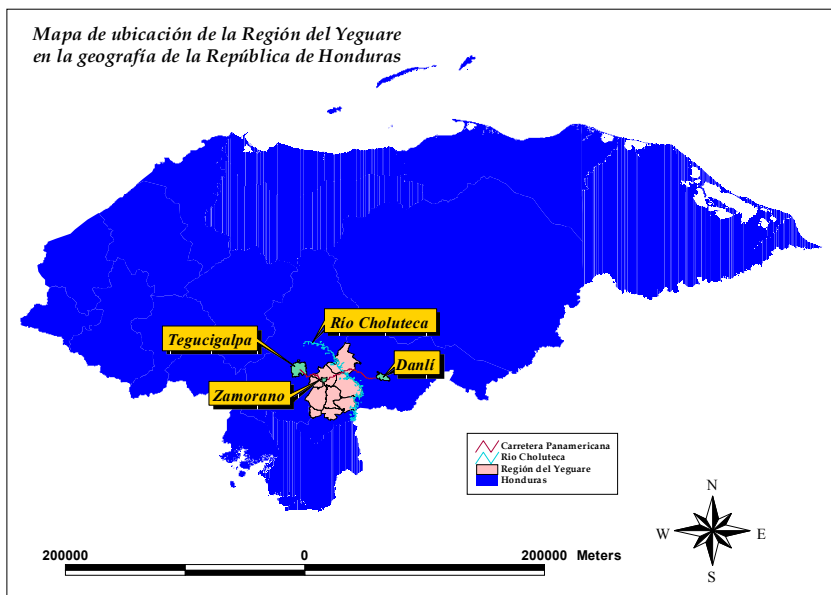 Mapa de ubicación de la Región del Yeguare
en la geografía de la República de Honduras
Río Choluteca
Tegucigalpa
Danlí
Zamorano
Carretera Panamericana
Rio Choluteca
Región del Yeguare
Honduras
N
W E
S
200000 0 200000 Meters